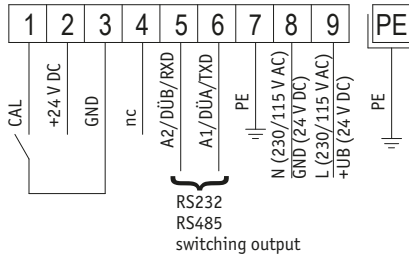 1 2 3 4 5 6 7 8 9 PE
CAL
+24 V DC
GND
nc
A2/DÜB/RXD
A1/DÜA/TXD
PE
N (230/115 V AC)
GND (24 V DC)
L (230/115 V AC)
+UB (24 V DC)
PE
RS232
RS485
switching output